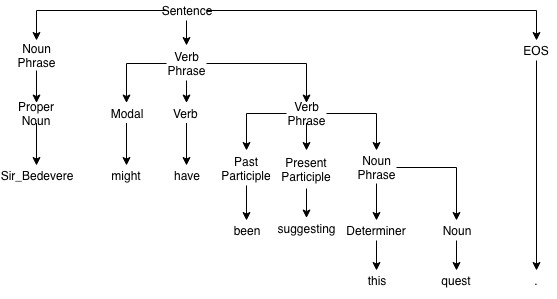 Sentence
Noun
Phrase
Verb
Phrase
EOS
Proper
Noun
Modal
Verb
Verb
Phrase
Sir_Bedevere
might
have
Past
Participle
Present
Participle
Noun
Phrase
been
suggesting
Determiner
Noun
this
quest
.